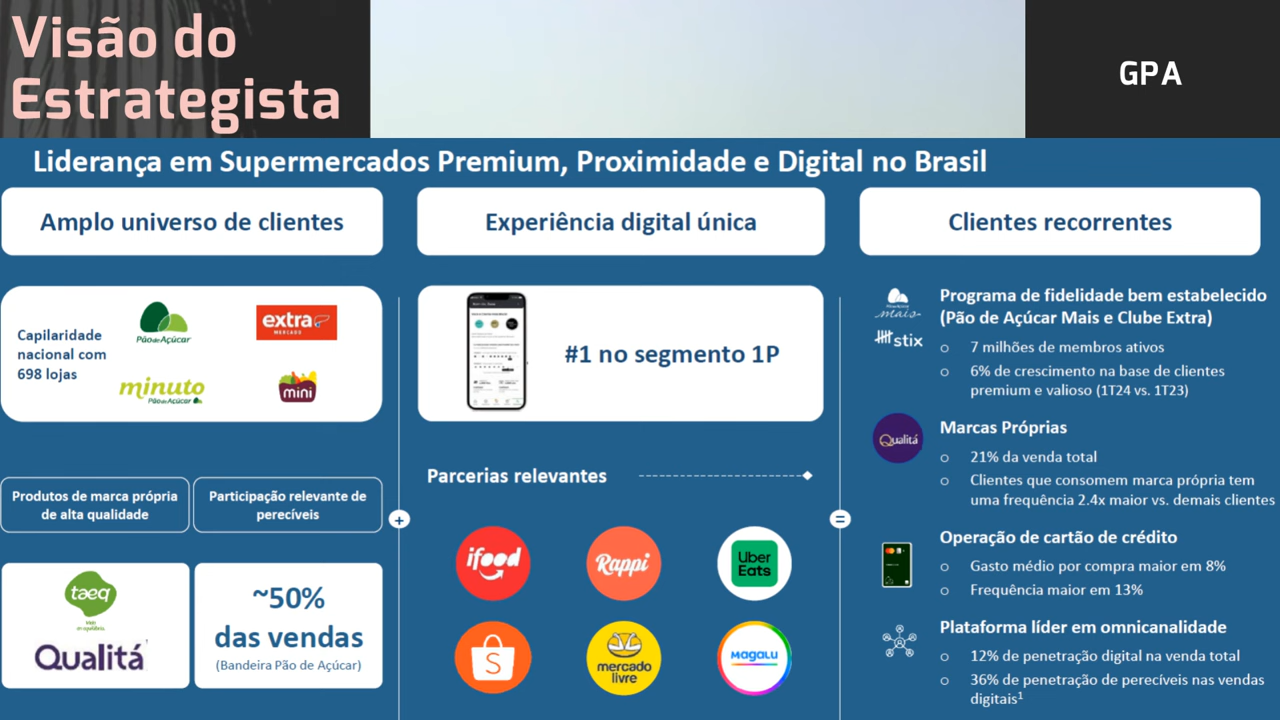 Visão do
Estrategista
GPA
Liderança em Supermercados Premium, Proximidade e Digital no Brasil
Amplo universo de clientes
Capilaridade
nacional com
698 lojas
Pão de Açúcar
extra
MERCADO
minuto
Pão de Açúcar
mini
Produtos de marca própria
de alta qualidade
Participação relevante de
perecíveis
taeq
Qualitá
~50%
das vendas
(Bandeira Pão de Açúcar)
+
Experiência digital única
#1 no segmento 1P
Parcerias relevantes
ifood
Rappi
Uber
Eats
S
mercado
livre
MAGALU
=
Clientes recorrentes
Pão de Açúcar
mais
stix
Programa de fidelidade bem estabelecido
(Pão de Açúcar Mais e Clube Extra)
o 7 milhões de membros ativos
o 6% de crescimento na base de clientes
premium e valioso (1T24 vs. 1T23)
Qualitá
Marcas Próprias
o 21% da venda total
o Clientes que consomem marca própria tem
uma frequência 2.4x maior vs. demais clientes
Operação de cartão de crédito
o Gasto médio por compra maior em 8%
o Frequência maior em 13%
Plataforma líder em omnicanalidade
o 12% de penetração digital na venda total
o 36% de penetração de perecíveis nas vendas
digitais¹